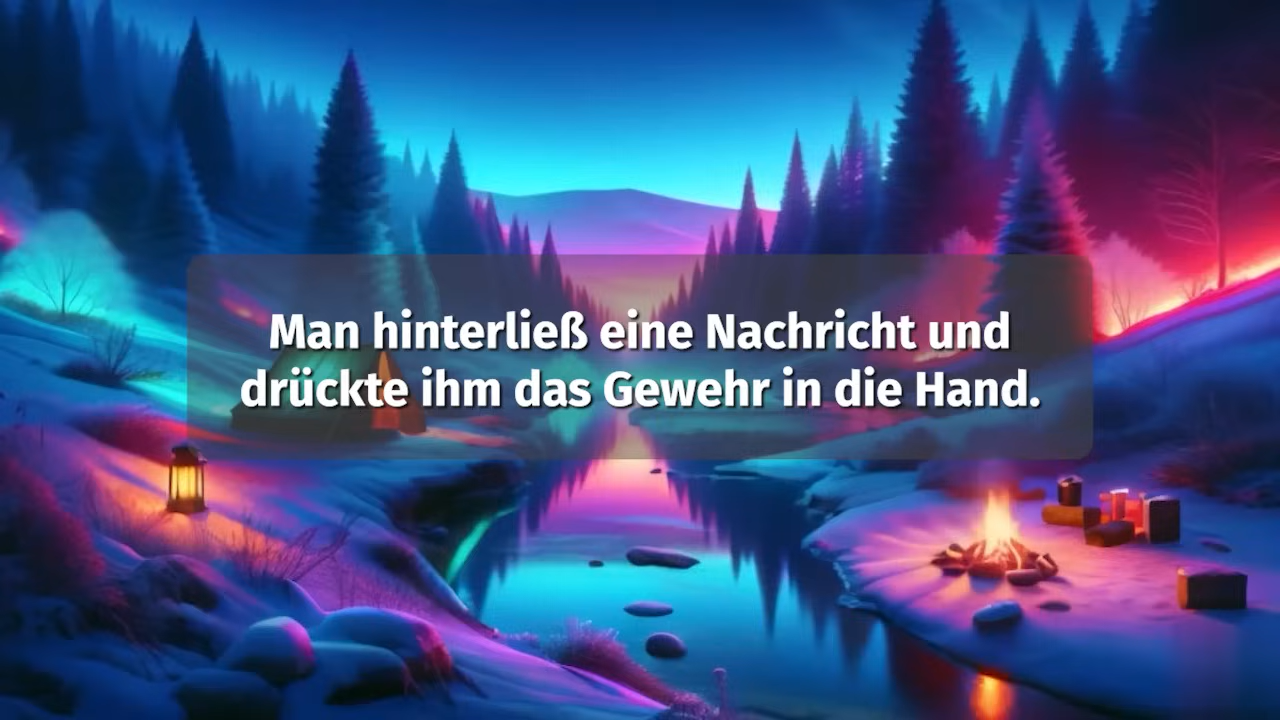 Man hinterließ eine Nachricht und
drückte ihm das Gewehr in die Hand.